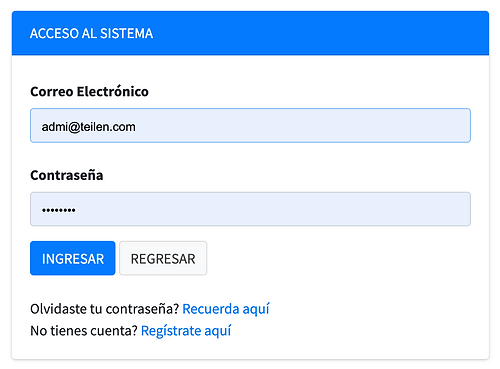 ACCESO AL SISTEMA
Correo Electrónico
admi@teilen.com
Contraseña
••••••••
INGRESAR REGRESAR
Olvidaste tu contraseña? Recuerda aquí
No tienes cuenta? Regístrate aquí